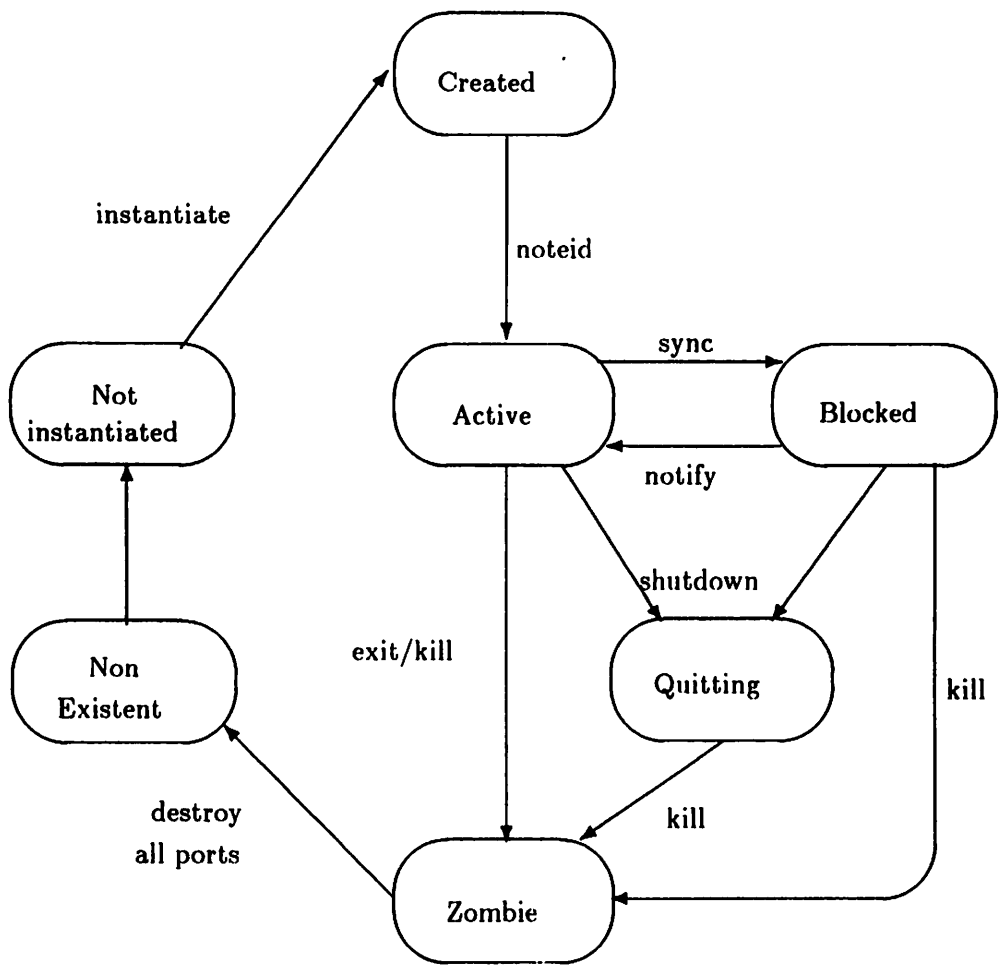 Created
instantiate
noteid
sync
Not
instantiated
Active
Blocked
notify
shutdown
exit/kill
Non
Existent
Quitting
kill
destroy
all ports
kill
Zombie